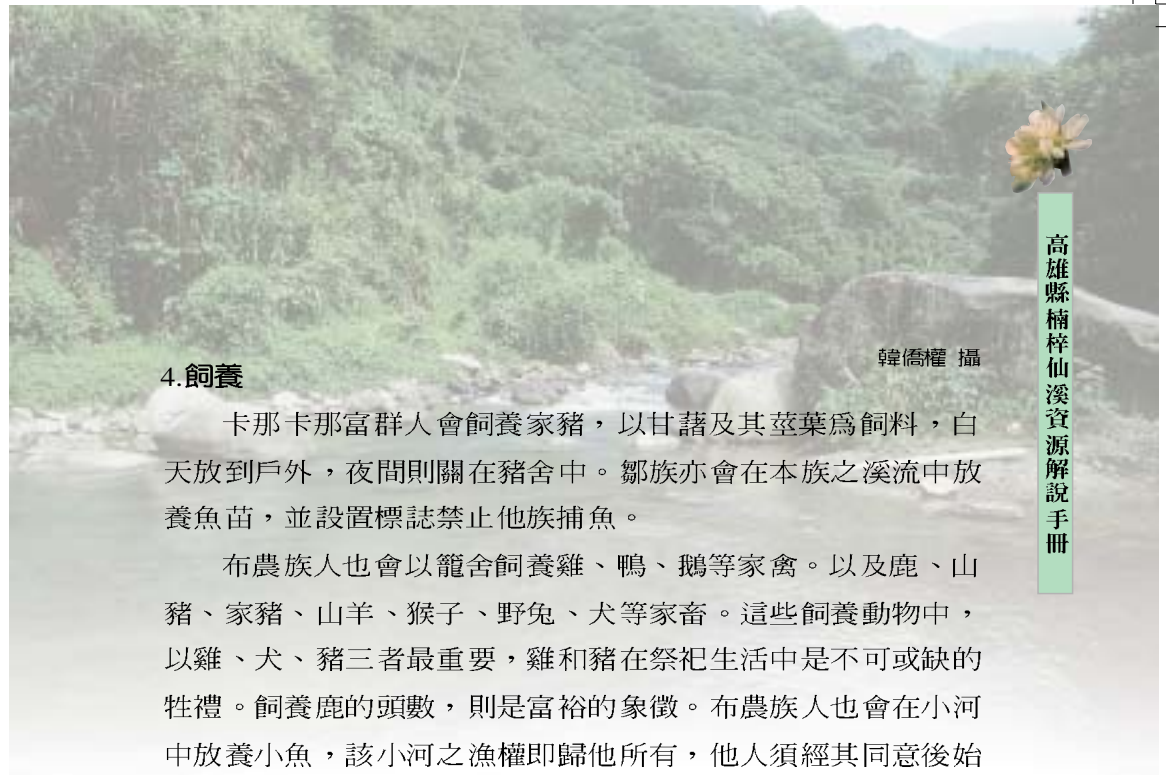 韓僑權 攝
4.飼養
卡那卡那富群人會飼養家豬，以甘藷及其莖葉爲飼料，白
天放到戶外，夜間則關在豬舍中。鄒族亦會在本族之溪流中放
養魚苗，並設置標誌禁止他族捕魚。
布農族人也會以籠舍飼養雞、鴨、鵝等家禽。以及鹿、山
豬、家豬、山羊、猴子、野兔、犬等家畜。這些飼養動物中，
以雞、犬、豬三者最重要，雞和豬在祭祀生活中是不可或缺的
牲禮。飼養鹿的頭數，則是富裕的象徵。布農族人也會在小河
中放養小魚，該小河之漁權即歸他所有，他人須經其同意後始
高雄縣楠梓仙溪資源解說手冊